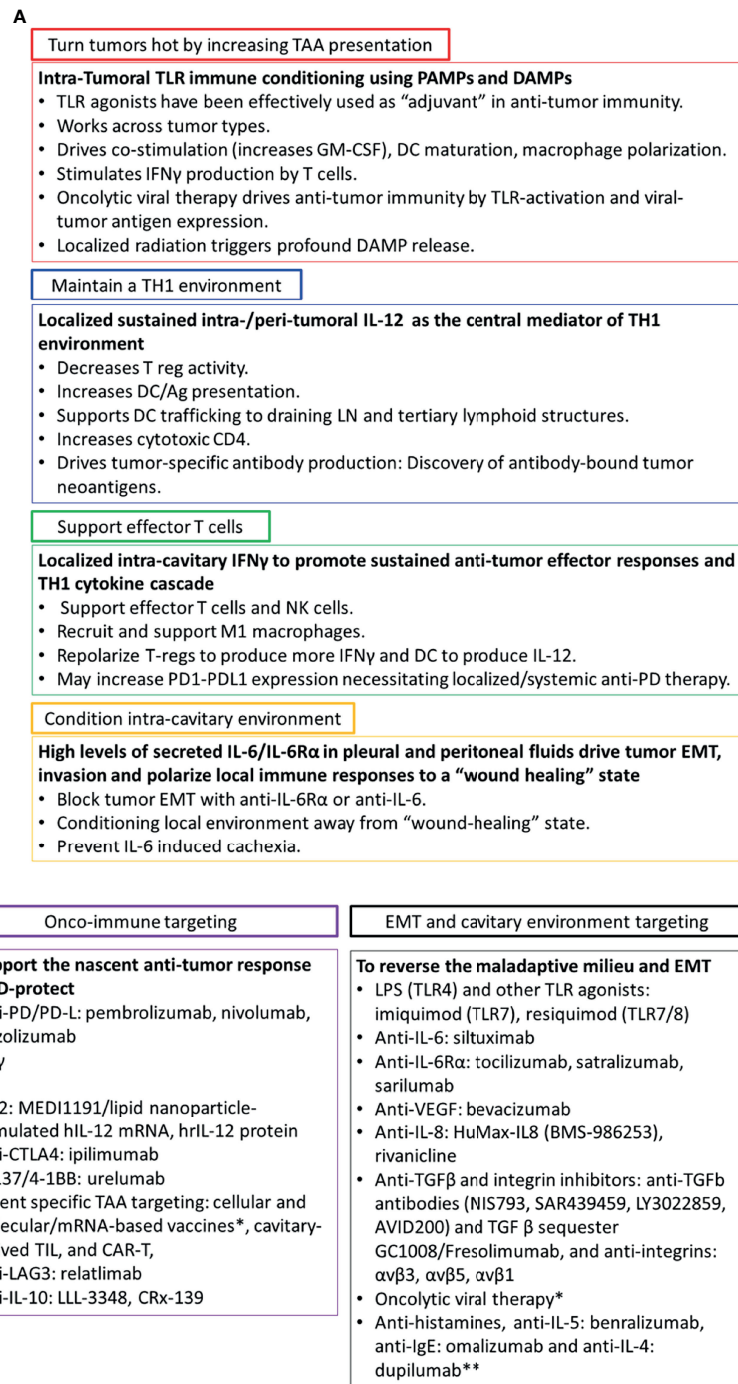 A
Turn tumors hot by increasing TAA presentation
Intra-Tumoral TLR immune conditioning using PAMPs and DAMPs
• TLR agonists have been effectively used as “adjuvant” in anti-tumor immunity.
• Works across tumor types.
• Drives co-stimulation (increases GM-CSF), DC maturation, macrophage polarization.
• Stimulates IFNγ production by T cells.
• Oncolytic viral therapy drives anti-tumor immunity by TLR-activation and viral-
tumor antigen expression.
• Localized radiation triggers profound DAMP release.
Maintain a TH1 environment
Localized sustained intra-/peri-tumoral IL-12 as the central mediator of TH1
environment
• Decreases T reg activity.
• Increases DC/Ag presentation.
• Supports DC trafficking to draining LN and tertiary lymphoid structures.
• Increases cytotoxic CD4.
• Drives tumor-specific antibody production: Discovery of antibody-bound tumor
neoantigens.
Support effector T cells
Localized intra-cavitary IFNγ to promote sustained anti-tumor effector responses and
TH1 cytokine cascade
• Support effector T cells and NK cells.
• Recruit and support M1 macrophages.
• Repolarize T-regs to produce more IFNγ and DC to produce IL-12.
• May increase PD1-PDL1 expression necessitating localized/systemic anti-PD therapy.
Condition intra-cavitary environment
High levels of secreted IL-6/IL-6Rα in pleural and peritoneal fluids drive tumor EMT,
invasion and polarize local immune responses to a “wound healing” state
• Block tumor EMT with anti-IL-6Rα or anti-IL-6.
• Conditioning local environment away from “wound-healing” state.
• Prevent IL-6 induced cachexia.
Onco-immune targeting
pport the nascent anti-tumor response
D-protect
i-PD/PD-L: pembrolizumab, nivolumab,
zolizumab
γ
2: MEDI1191/lipid nanoparticle-
mulated hIL-12 mRNA, hrIL-12 protein
i-CTLA4: ipilimumab
137/4-1BB: urelumab
ent specific TAA targeting: cellular and
ecular/mRNA-based vaccines*, cavitary-
ved TIL, and CAR-T,
i-LAG3: relatlimab
i-IL-10: LLL-3348, CRx-139
EMT and cavitary environment targeting
To reverse the maladaptive milieu and EMT
• LPS (TLR4) and other TLR agonists:
imiquimod (TLR7), resiquimod (TLR7/8)
• Anti-IL-6: siltuximab
• Anti-IL-6Rα: tocilizumab, satralizumab,
sarilumab
• Anti-VEGF: bevacizumab
• Anti-IL-8: HuMax-IL8 (BMS-986253),
rivanicline
• Anti-TGFβ and integrin inhibitors: anti-TGFb
antibodies (NIS793, SAR439459, LY3022859,
AVID200) and TGF β sequester
GC1008/Fresolimumab, and anti-integrins:
αvβ3, αvβ5, αvβ1
• Oncolytic viral therapy*
• Anti-histamines, anti-IL-5: benralizumab,
anti-IgE: omalizumab and anti-IL-4:
dupilumab**